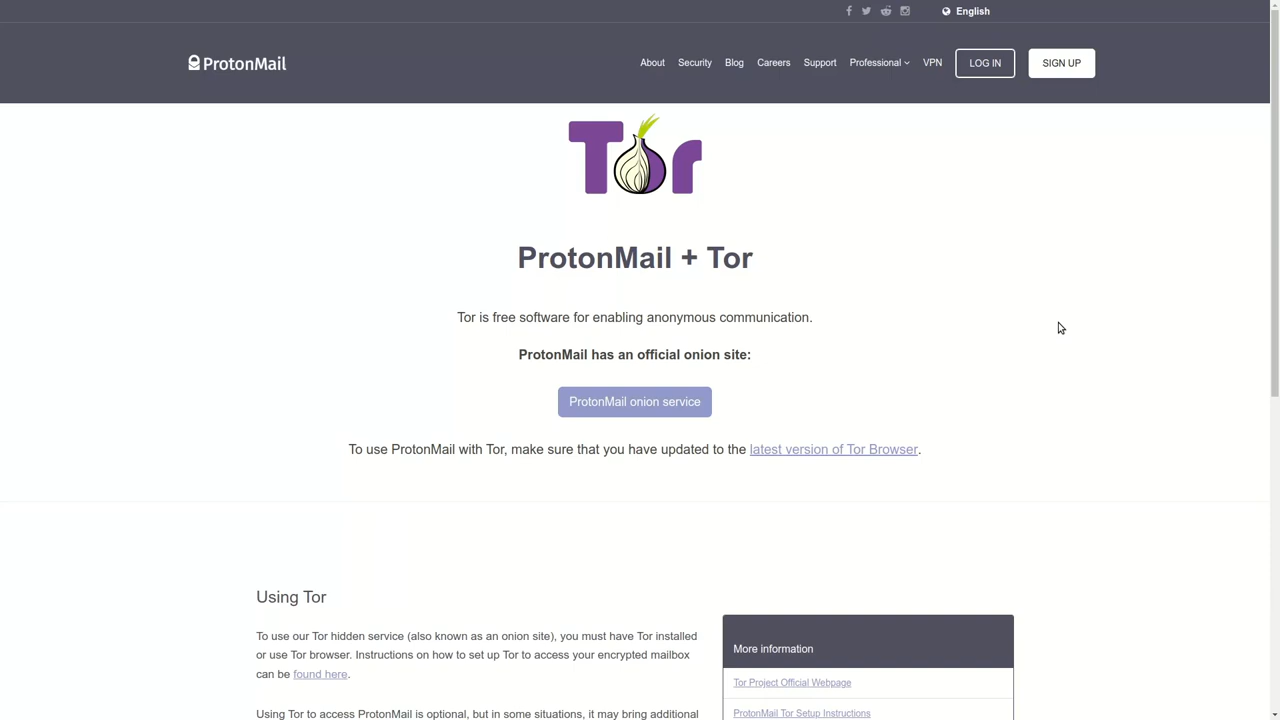 English
ProtonMail
About Security Blog Careers Support Professional VPN LOG IN SIGN UP
Tor
ProtonMail + Tor
Tor is free software for enabling anonymous communication.
ProtonMail has an official onion site:
ProtonMail onion service
To use ProtonMail with Tor, make sure that you have updated to the latest version of Tor Browser.
Using Tor
To use our Tor hidden service (also known as an onion site), you must have Tor installed
or use Tor browser. Instructions on how to set up Tor to access your encrypted mailbox
can be found here.
Using Tor to access ProtonMail is optional, but in some situations, it may bring additional
More information
Tor Project Official Webpage
ProtonMail Tor Setup Instructions